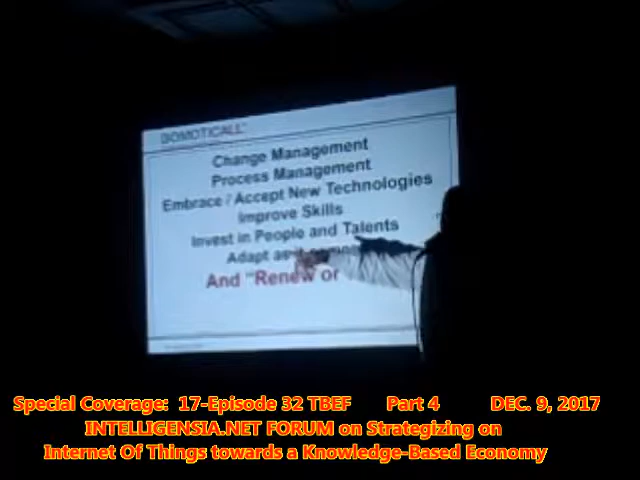 DOMOTICALL
Change Management
Process Management
Embrace / Accept New Technologies
Improve Skills
Invest in People and Talents
Adapt as it
And "Renew or
Special Coverage: 17-Episode 32 TBEF Part 4 DEC. 9, 2017
INTELLIGENSIA.NET FORUM on Strategizing on
Internet Of Things towards a Knowledge-Based Economy